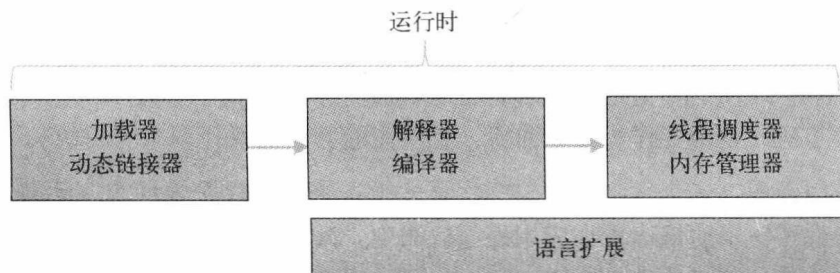 运行时
加载器
动态链接器
解释器
编译器
线程调度器
内存管理器
语言扩展